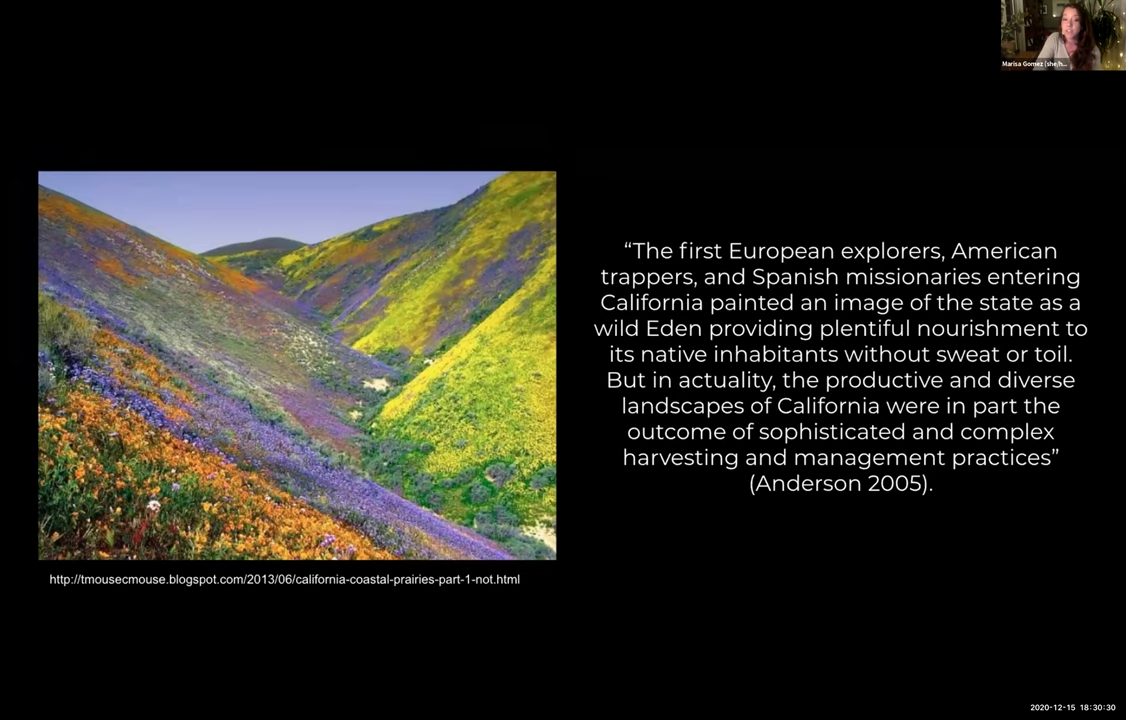 Marisa Gomez (she/h...
“The first European explorers, American
trappers, and Spanish missionaries entering
California painted an image of the state as a
wild Eden providing plentiful nourishment to
its native inhabitants without sweat or toil.
But in actuality, the productive and diverse
landscapes of California were in part the
outcome of sophisticated and complex
harvesting and management practices”
(Anderson 2005).
http://tmousecmouse.blogspot.com/2013/06/california-coastal-prairies-part-1-not.html
2020-12-15 18:30:30